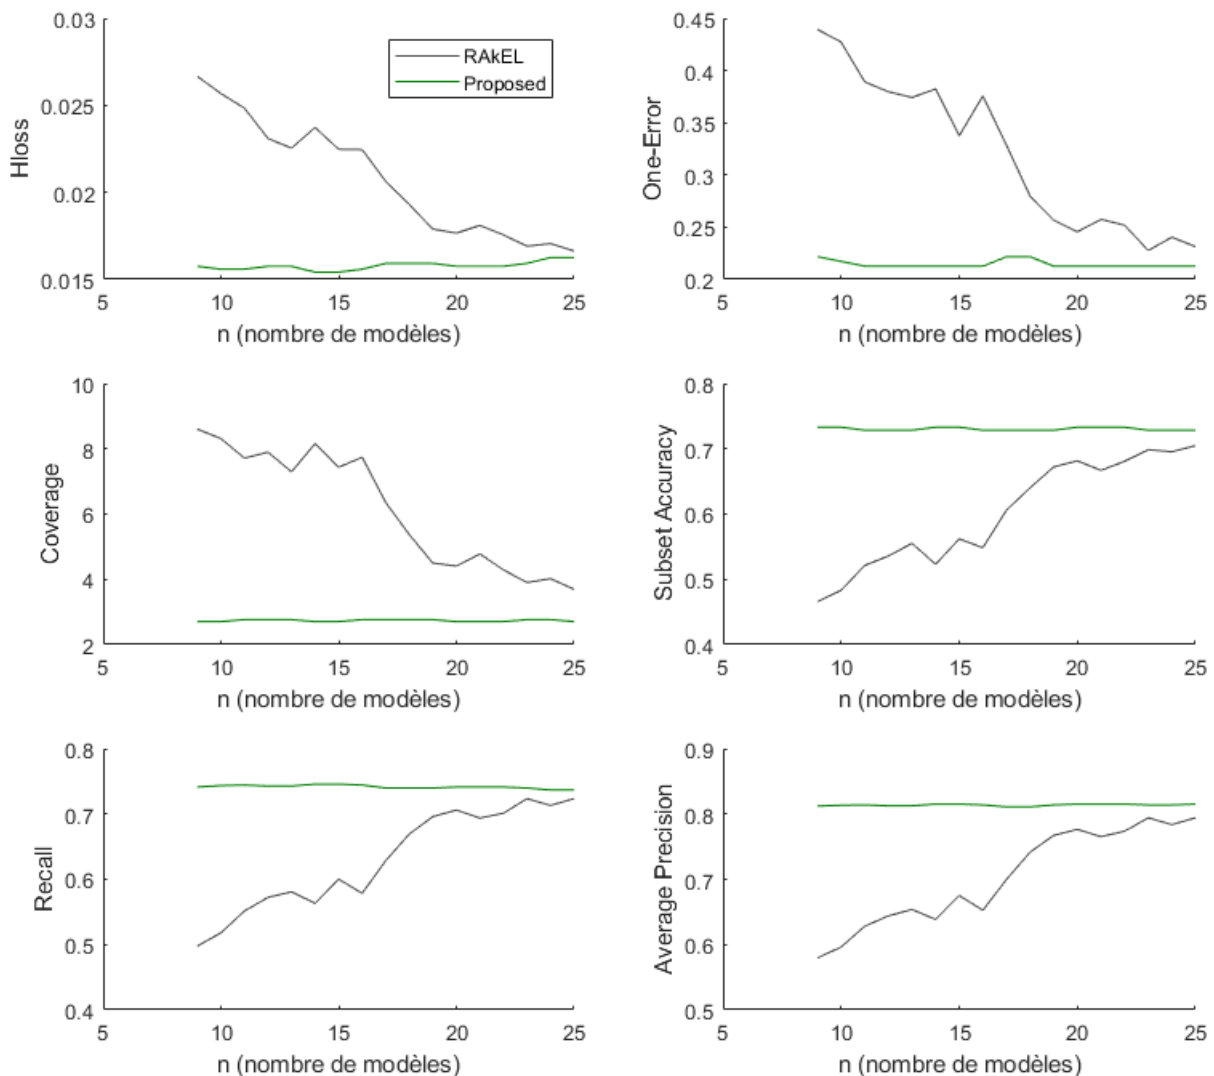 0.03
0.025
0.02
0.015
Hloss
RAkEL
Proposed
5 10 15 20 25
n (nombre de modèles)
0.45
0.4
0.35
0.3
0.25
0.2
One-Error
5 10 15 20 25
n (nombre de modèles)
10
8
6
4
2
Coverage
5 10 15 20 25
n (nombre de modèles)
0.8
0.7
0.6
0.5
0.4
Subset Accuracy
5 10 15 20 25
n (nombre de modèles)
0.8
0.7
0.6
0.5
0.4
Recall
5 10 15 20 25
n (nombre de modèles)
0.9
0.8
0.7
0.6
0.5
Average Precision
5 10 15 20 25
n (nombre de modèles)